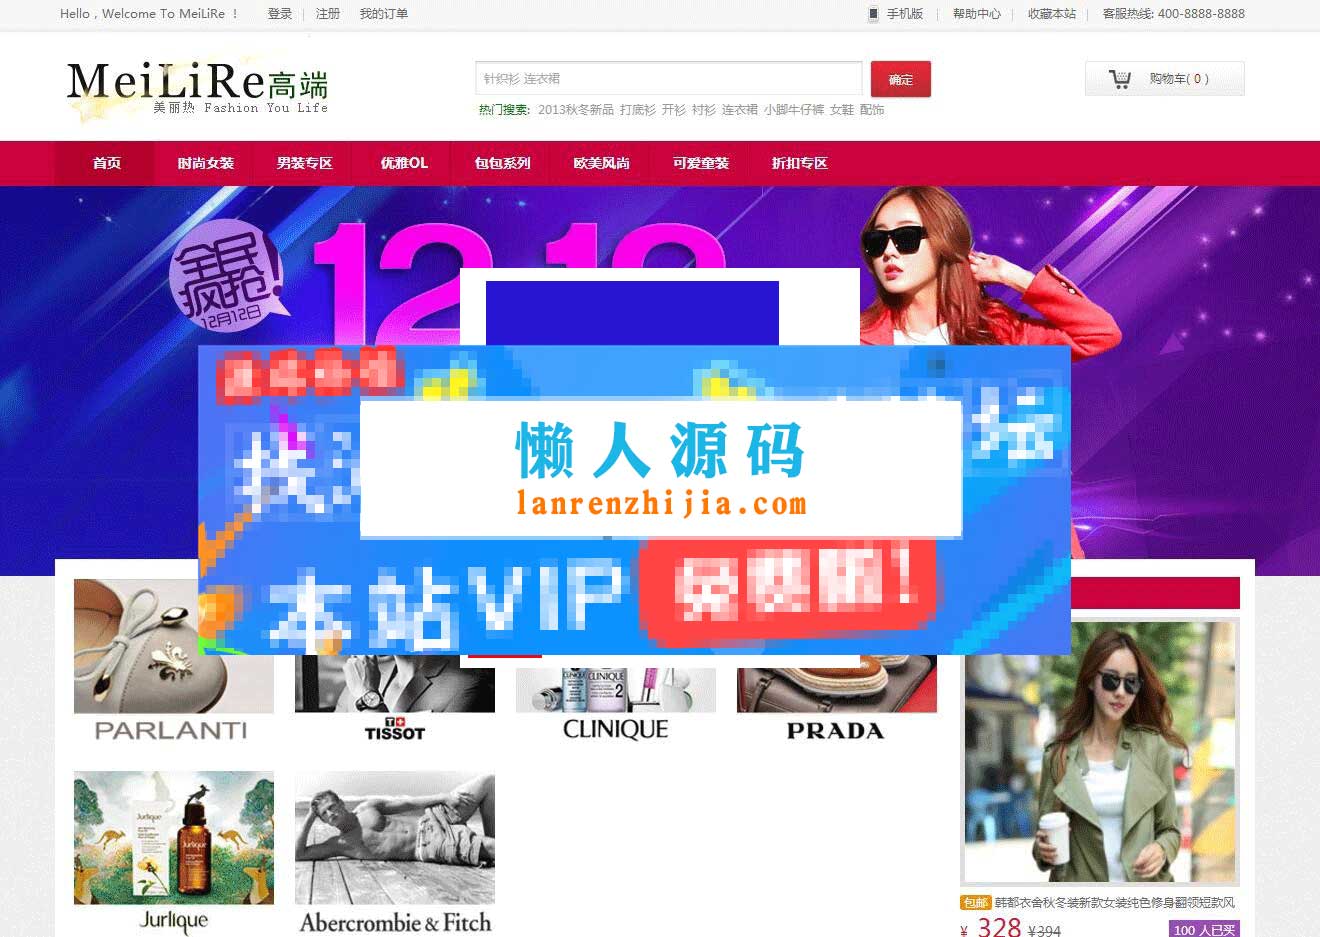 Hello , Welcome To MeiLiRe ！ 登录 注册 我的订单 手机版 帮助中心 收藏本站 客服热线: 400-8888-8888
MeiLiRe高端
美丽热 Fashion You Life
针织衫 连衣裙 确定 购物车( 0 )
热门搜索: 2013秋冬新品 打底衫 开衫 衬衫 连衣裙 小脚牛仔裤 女鞋 配饰
首页 时尚女装 男装专区 优雅OL 包包系列 欧美风尚 可爱童装 折扣专区
全民
疯抢!
12月12日
12.12
懒人源码
lanrenzhijia.com
本站VIP
PARLANTI TISSOT CLINIQUE PRADA
CLINIQUE
2
Jurlique
Jurlique
Jurlique Abercrombie & Fitch
包邮 韩都衣舍秋冬装新款女装纯色修身翻领短款风
¥ 328 ¥394 100 人已买